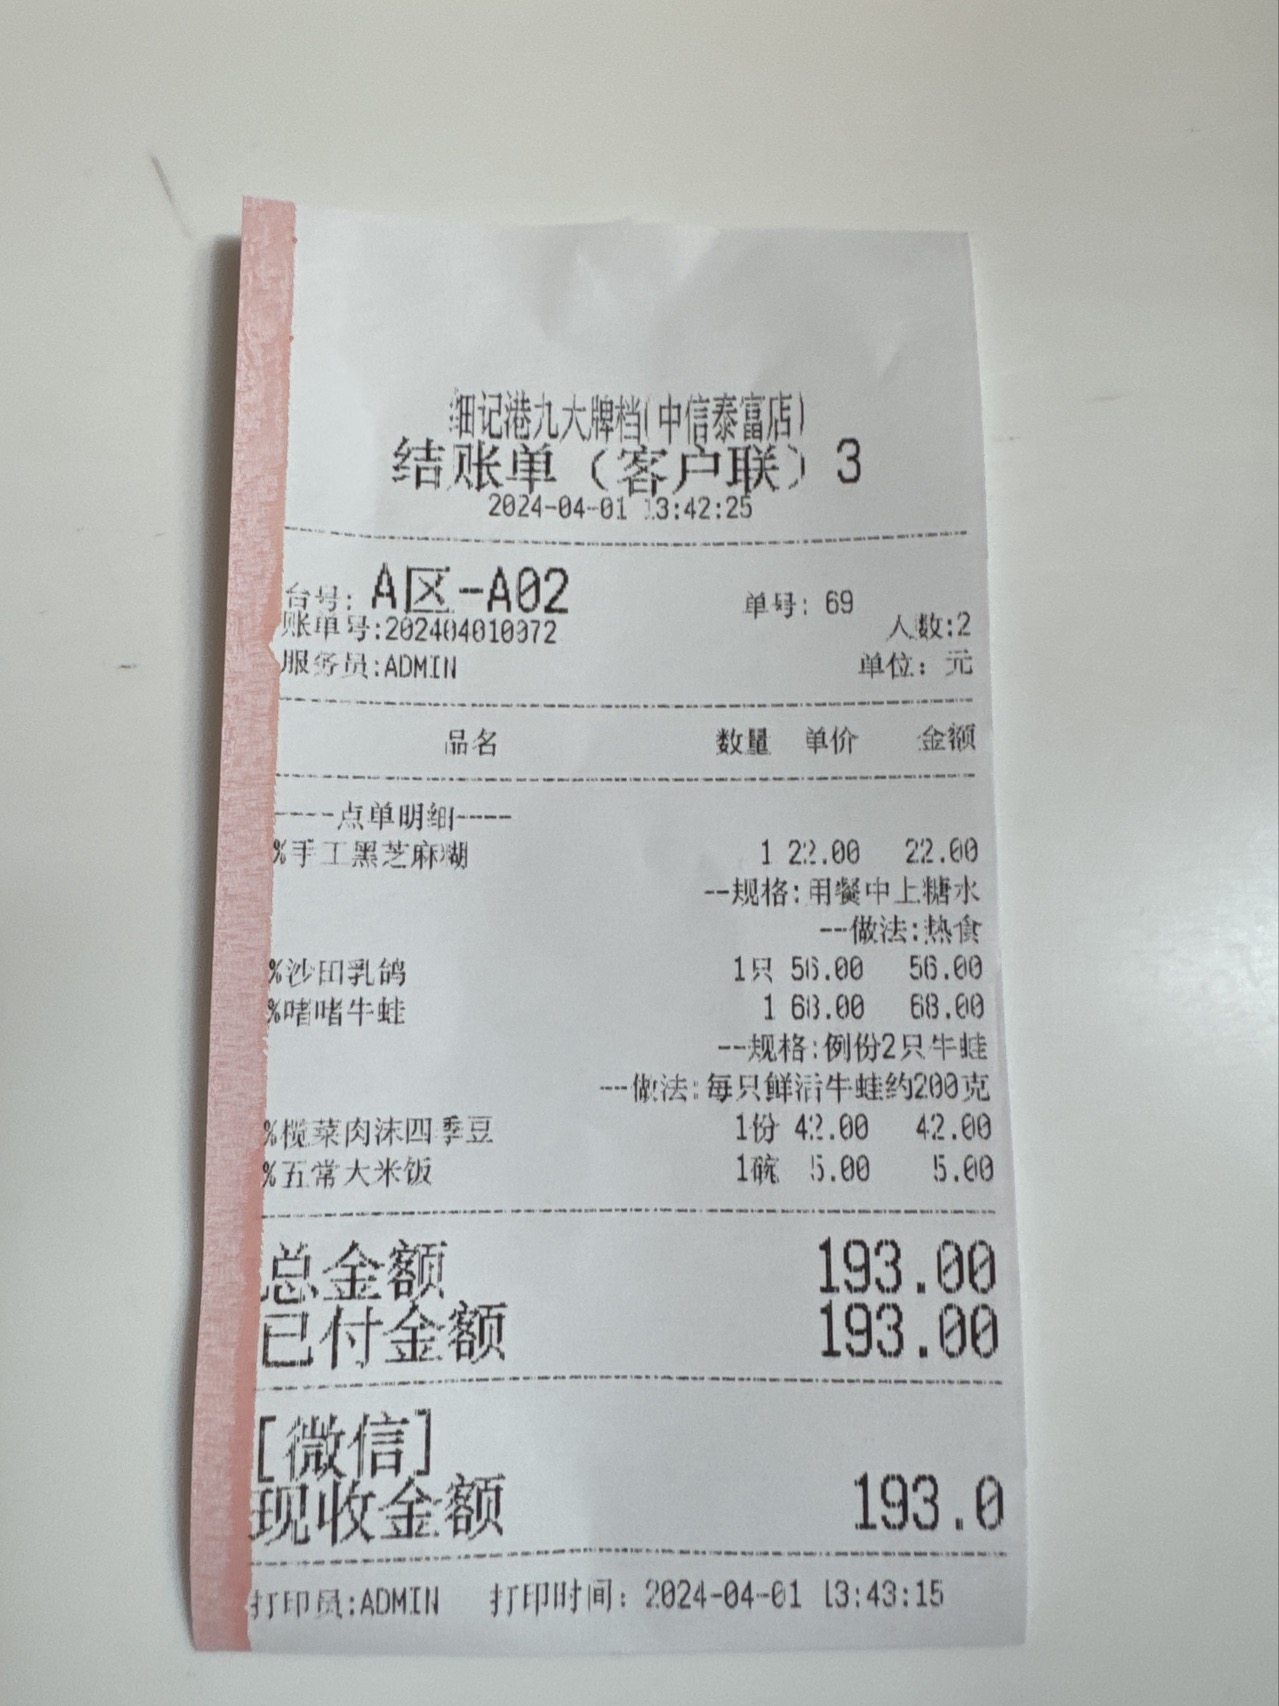 细记港九大牌档(中信泰富店)
结账单（客户联）3
2024-04-01 13:42:25
台号: A区-A02 单号: 69
账单号:202404010072 人数:2
服务员:ADMIN 单位: 元
品名 数量 单价 金额
----点单明细----
%手工黑芝麻糊 1 22.00 22.00
--规格:用餐中上糖水
--做法:热食
%沙田乳鸽 1只 56.00 56.00
%啫啫牛蛙 1 68.00 68.00
--规格:例份2只牛蛙
--做法:每只鲜活牛蛙约200克
%榄菜肉沫四季豆 1份 42.00 42.00
%五常大米饭 1碗 5.00 5.00
总金额 193.00
已付金额 193.00
[微信]
现收金额 193.0
打印员:ADMIN 打印时间: 2024-04-01 13:43:15